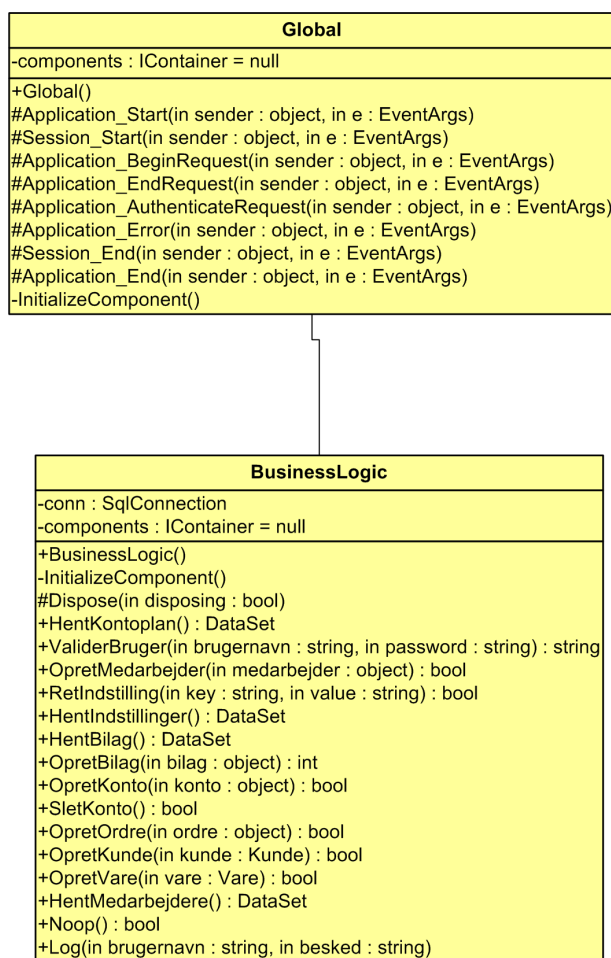 Global
-components : IContainer = null
+Global()
#Application_Start(in sender : object, in e : EventArgs)
#Session_Start(in sender : object, in e : EventArgs)
#Application_BeginRequest(in sender : object, in e : EventArgs)
#Application_EndRequest(in sender : object, in e : EventArgs)
#Application_AuthenticateRequest(in sender : object, in e : EventArgs)
#Application_Error(in sender : object, in e : EventArgs)
#Session_End(in sender : object, in e : EventArgs)
#Application_End(in sender : object, in e : EventArgs)
-InitializeComponent()
BusinessLogic
-conn : SqlConnection
-components : IContainer = null
+BusinessLogic()
-InitializeComponent()
#Dispose(in disposing : bool)
+HentKontoplan() : DataSet
+ValiderBruger(in brugernavn : string, in password : string) : string
+OpretMedarbejder(in medarbejder : object) : bool
+RetIndstilling(in key : string, in value : string) : bool
+HentIndstillinger() : DataSet
+HentBilag() : DataSet
+OpretBilag(in bilag : object) : int
+OpretKonto(in konto : object) : bool
+SletKonto() : bool
+OpretOrdre(in ordre : object) : bool
+OpretKunde(in kunde : Kunde) : bool
+OpretVare(in vare : Vare) : bool
+HentMedarbejdere() : DataSet
+Noop() : bool
+Log(in brugernavn : string, in besked : string)